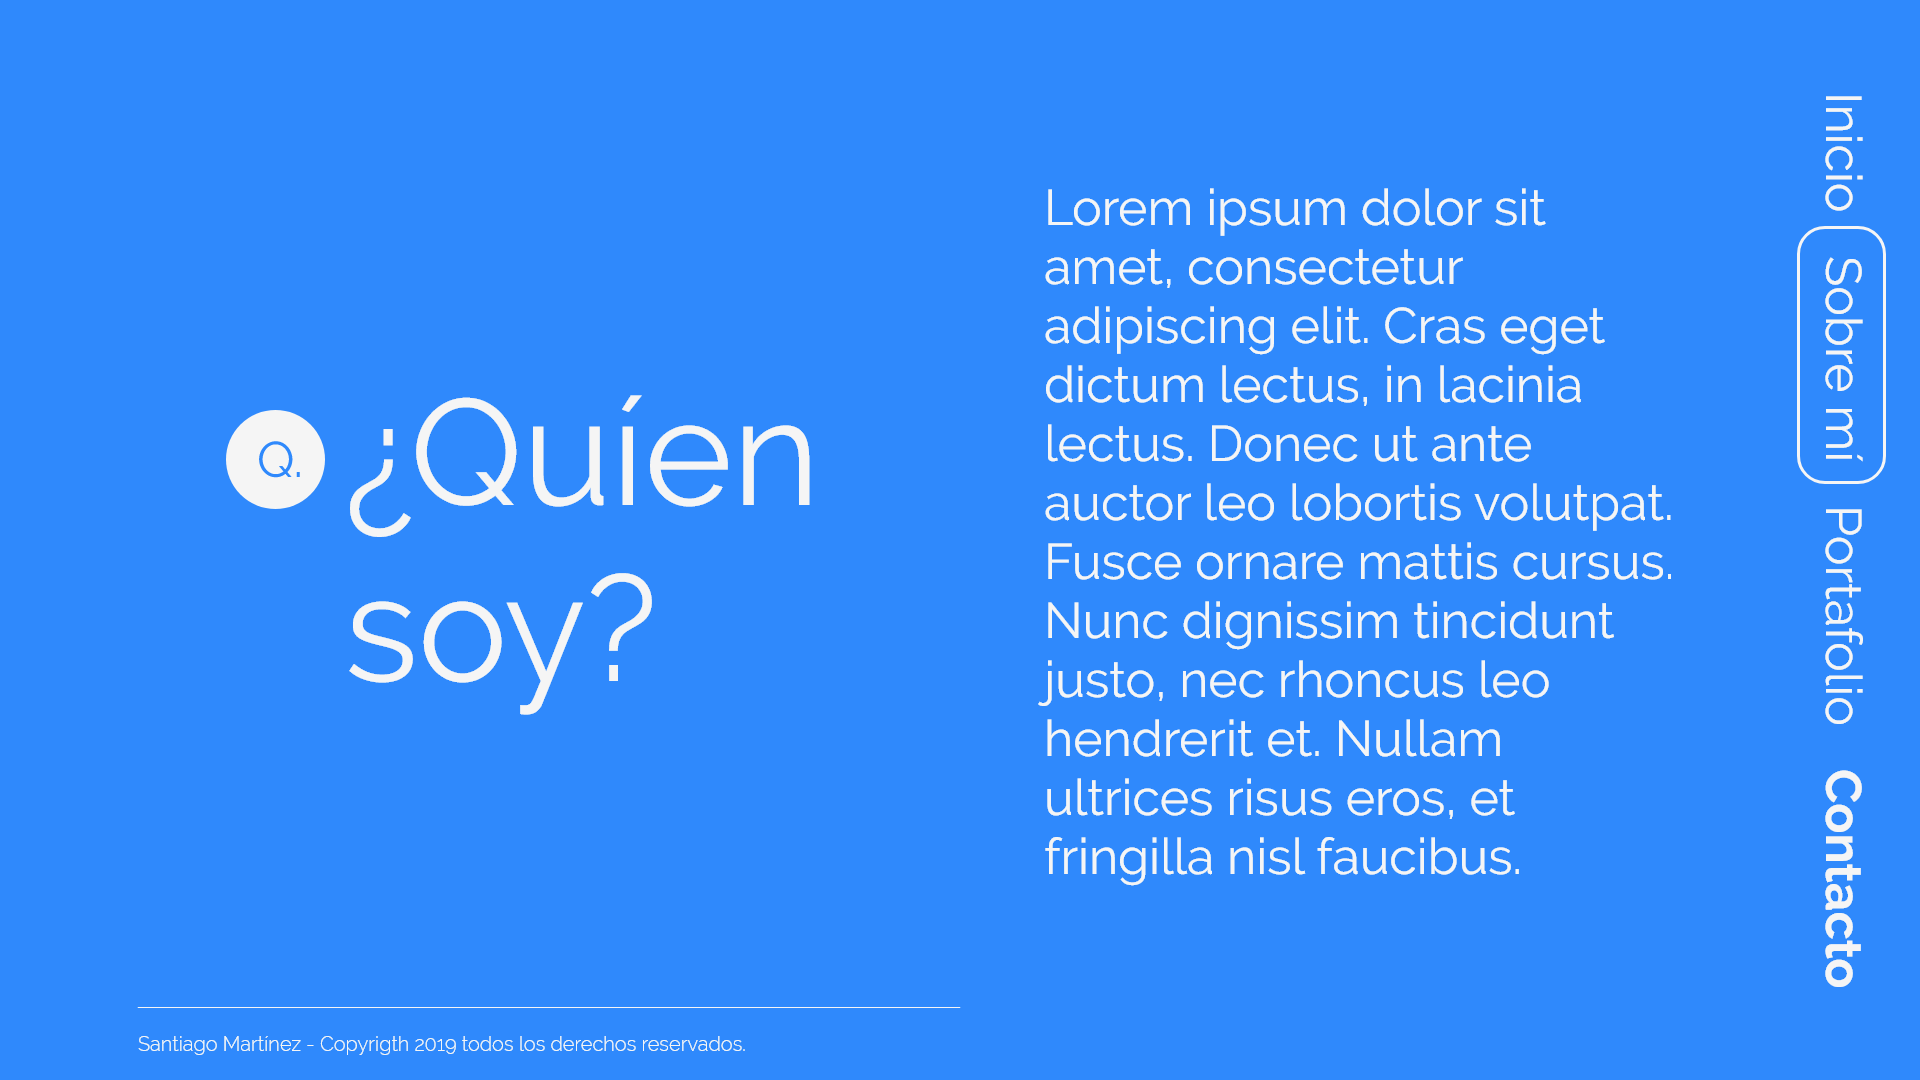 Q.
¿Quíen
soy?
Lorem ipsum dolor sit
amet, consectetur
adipiscing elit. Cras eget
dictum lectus, in lacinia
lectus. Donec ut ante
auctor leo lobortis volutpat.
Fusce ornare mattis cursus.
Nunc dignissim tincidunt
justo, nec rhoncus leo
hendrerit et. Nullam
ultrices risus eros, et
fringilla nisl faucibus.
Inicio
Sobre mí
Portafolio
Contacto
Santiago Martinez - Copyrigth 2019 todos los derechos reservados.